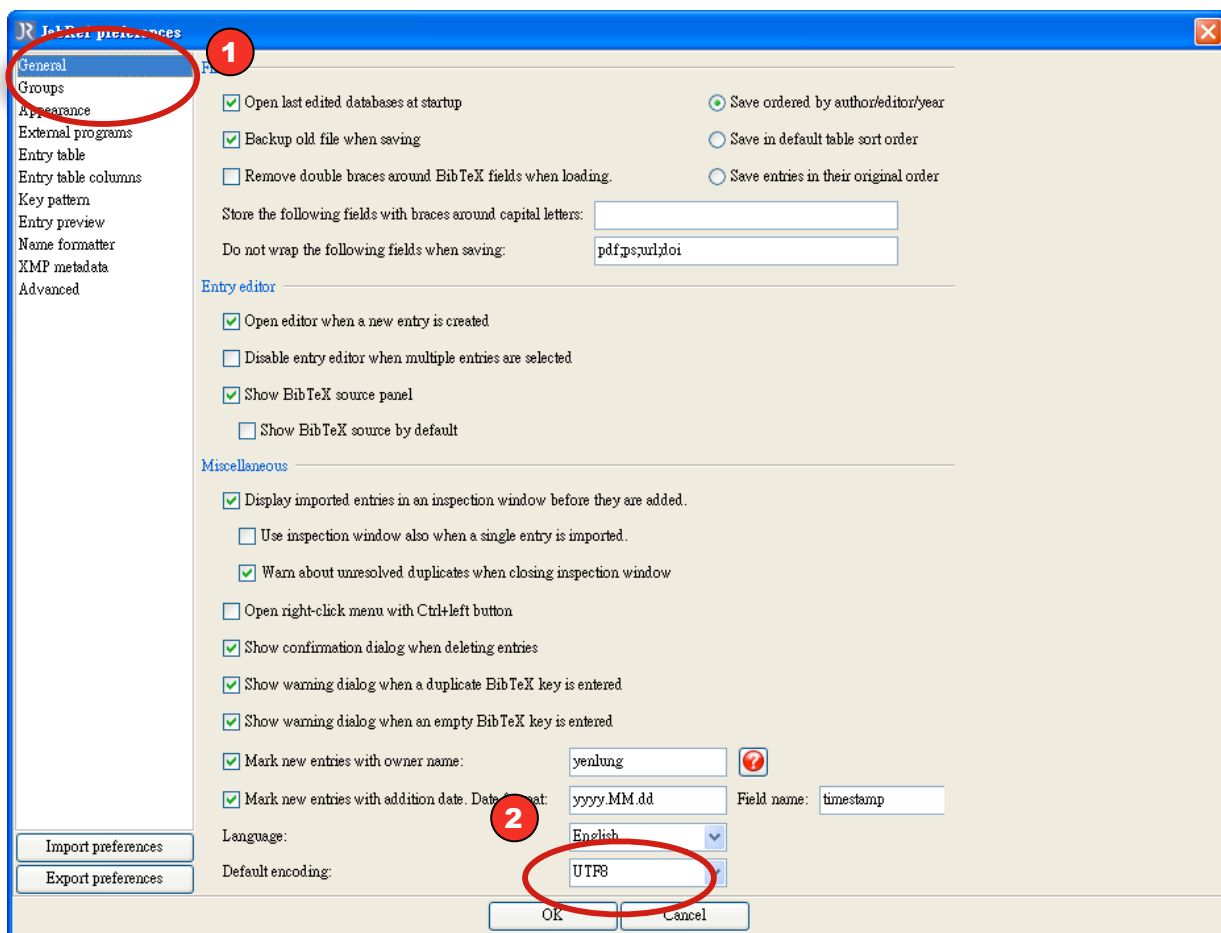 JabRef preferences
1
General
Groups
Appearance
External programs
Entry table
Entry table columns
Key pattern
Entry preview
Name formatter
XMP metadata
Advanced
Import preferences
Export preferences
Open last edited databases at startup
Save ordered by author/editor/year
Backup old file when saving
Save in default table sort order
Remove double braces around BibTeX fields when loading.
Save entries in their original order
Store the following fields with braces around capital letters:
Do not wrap the following fields when saving: pdf;ps;url;doi
Entry editor
Open editor when a new entry is created
Disable entry editor when multiple entries are selected
Show BibTeX source panel
Show BibTeX source by default
Miscellaneous
Display imported entries in an inspection window before they are added.
Use inspection window also when a single entry is imported.
Warn about unresolved duplicates when closing inspection window
Open right-click menu with Ctrl+left button
Show confirmation dialog when deleting entries
Show warning dialog when a duplicate BibTeX key is entered
Show warning dialog when an empty BibTeX key is entered
Mark new entries with owner name: yenlung ?
Mark new entries with addition date. Date format: yyyy.MM.dd Field name: timestamp
2
Language: English
Default encoding: UTF8
OK Cancel